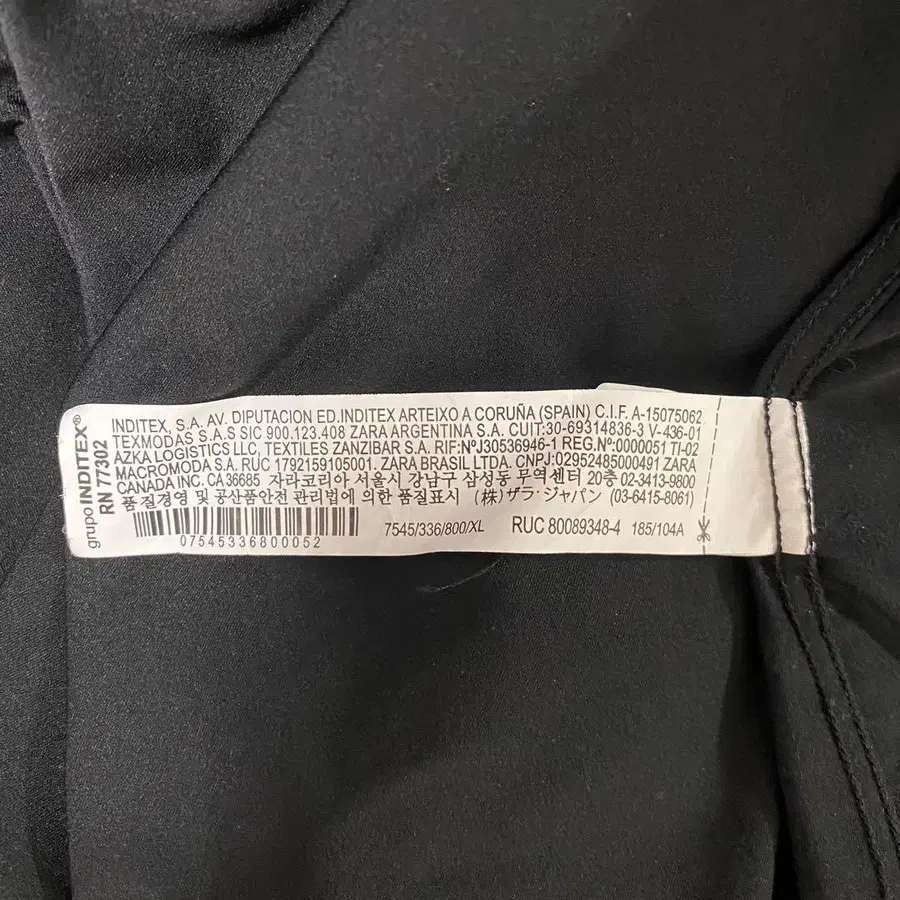 grupo INDITEX®
RN 77302
INDITEX, S.A. AV. DIPUTACION ED.INDITEX ARTEIXO A CORUÑA (SPAIN) C.I.F. A-15075062
TEXMODAS S.A.S SIC 900.123.408 ZARA ARGENTINA S.A. CUIT:30-69314836-3 V-436-01
AZKA LOGISTICS LLC, TEXTILES ZANZIBAR S.A. RIF:NºJ30536946-1 REG.Nº:0000051 TI-02
MACROMODA S.A. RUC 1792159105001. ZARA BRASIL LTDA. CNPJ:02952485000491 ZARA
CANADA INC. CA36685 자라코리아 서울시 강남구 삼성동 무역센터 20층 02-3413-9800
품질경영 및 공산품안전 관리법에 의한 품질표시 (株)ザラ・ジャパン (03-6415-8061)
07545336800052
7545/336/800/XL RUC 80089348-4 185/104A